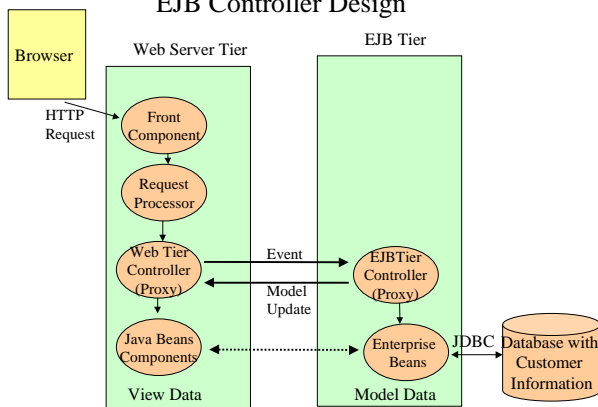 EJB Controller Design
Web Server Tier
EJB Tier
Browser
HTTP
Request
Front
Component
Request
Processor
Web Tier
Controller
(Proxy)
Event
Model
Update
EJBTier
Controller
(Proxy)
Java Beans
Components
Enterprise
Beans
JDBC
Database with
Customer
Information
View Data
Model Data